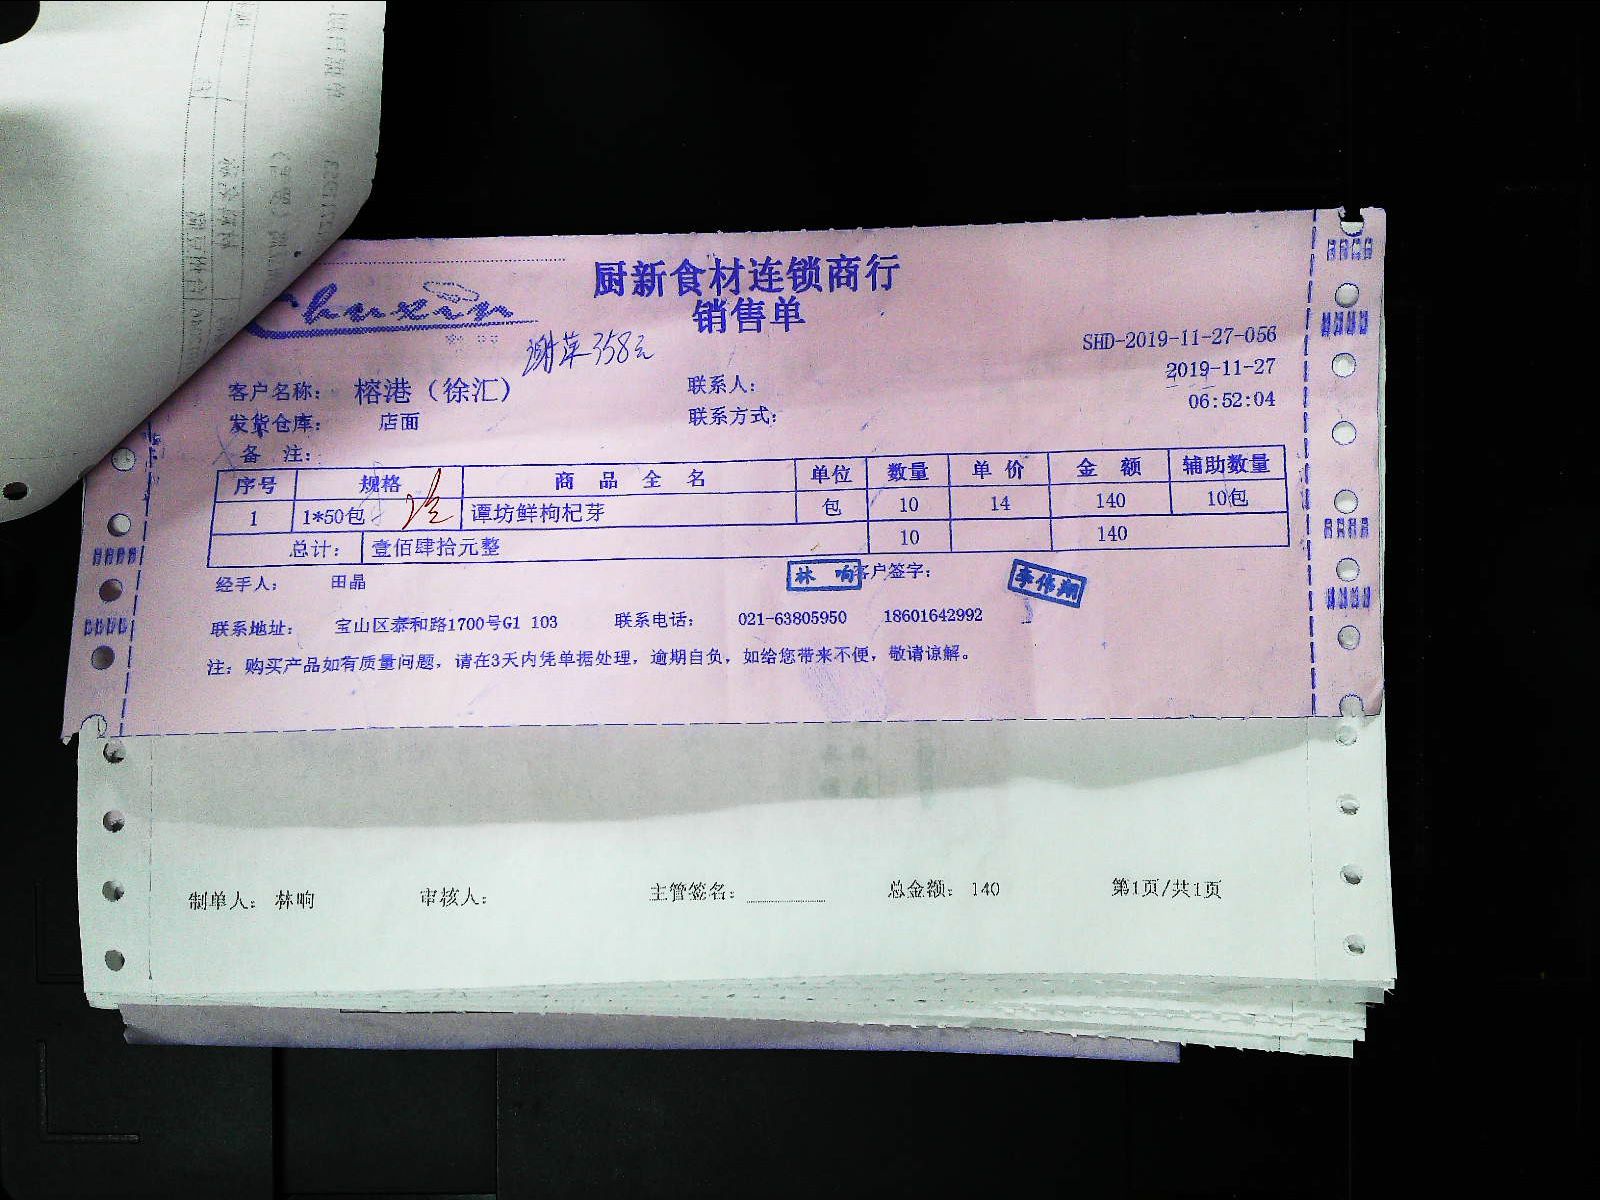 厨新食材连锁商行
Chuxin
销售单
谢萍358元
SHD-2019-11-27-056
2019-11-27
06:52:04
客户名称: 榕港（徐汇） 联系人:
发货仓库: 店面 联系方式:
备 注:
序号 规格 商品全名 单位 数量 单价 金额 辅助数量
1 1*50包 谭坊鲜枸杞芽 包 10 14 140 10包
总计: 壹佰肆拾元整 10 140
经手人: 田晶 林响 客户签字: 李伟翔
联系地址: 宝山区泰和路1700号G1 103 联系电话: 021-63805950 18601642992
注: 购买产品如有质量问题，请在3天内凭单据处理，逾期自负，如给您带来不便，敬请谅解。
制单人: 林响 审核人: 主管签名: 总金额: 140 第1页/共1页